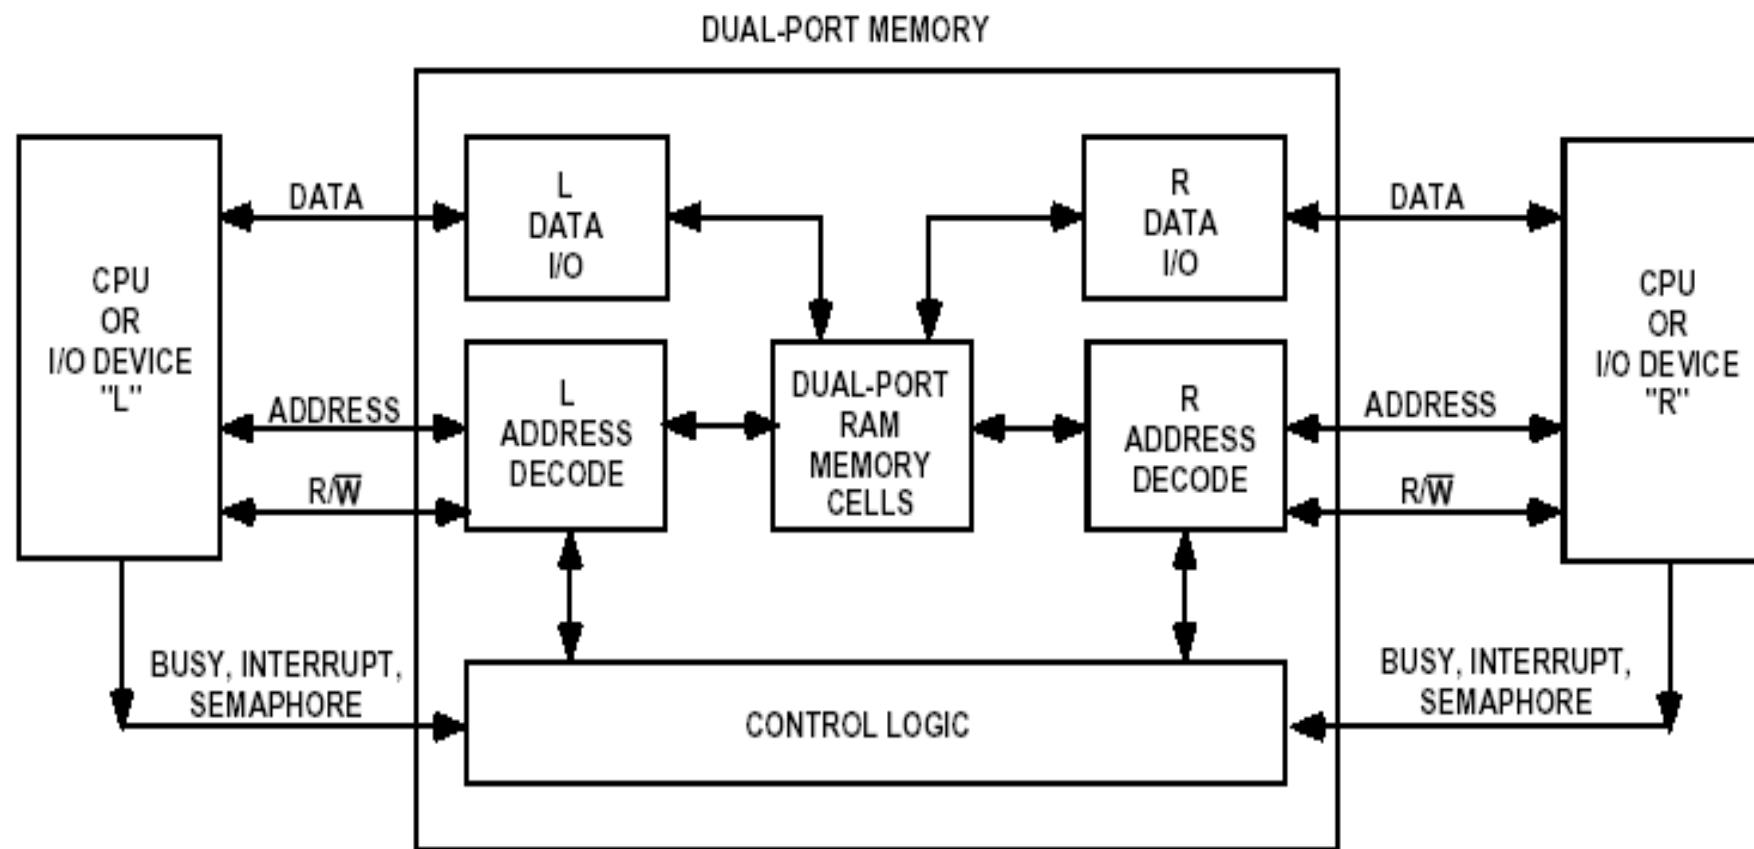 DUAL-PORT MEMORY
CPU
OR
I/O DEVICE
"L"
DATA
ADDRESS
R/W̅
BUSY, INTERRUPT,
SEMAPHORE
L
DATA
I/O
L
ADDRESS
DECODE
DUAL-PORT
RAM
MEMORY
CELLS
R
DATA
I/O
R
ADDRESS
DECODE
CONTROL LOGIC
DATA
ADDRESS
R/W̅
BUSY, INTERRUPT,
SEMAPHORE
CPU
OR
I/O DEVICE
"R"